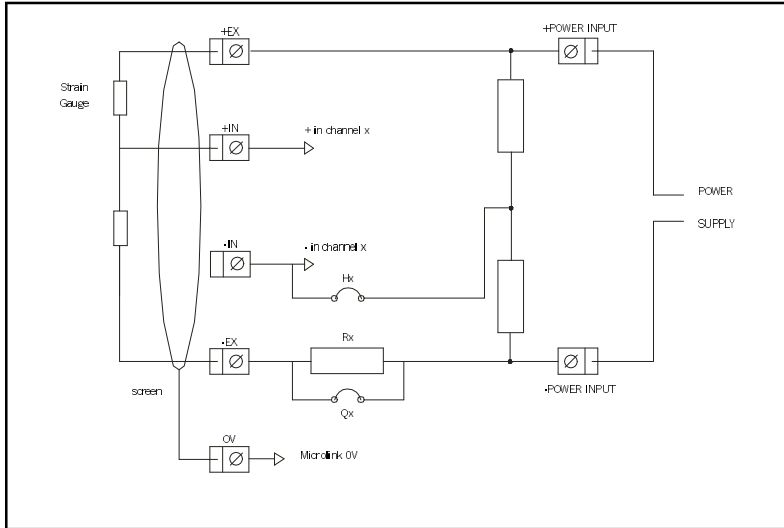 +EX
+POWER INPUT
Strain
Gauge
+IN
+ in channel x
POWER
SUPPLY
-IN
- in channel x
Hx
-EX
Rx
screen
Qx
-POWER INPUT
0V
Microlink 0V